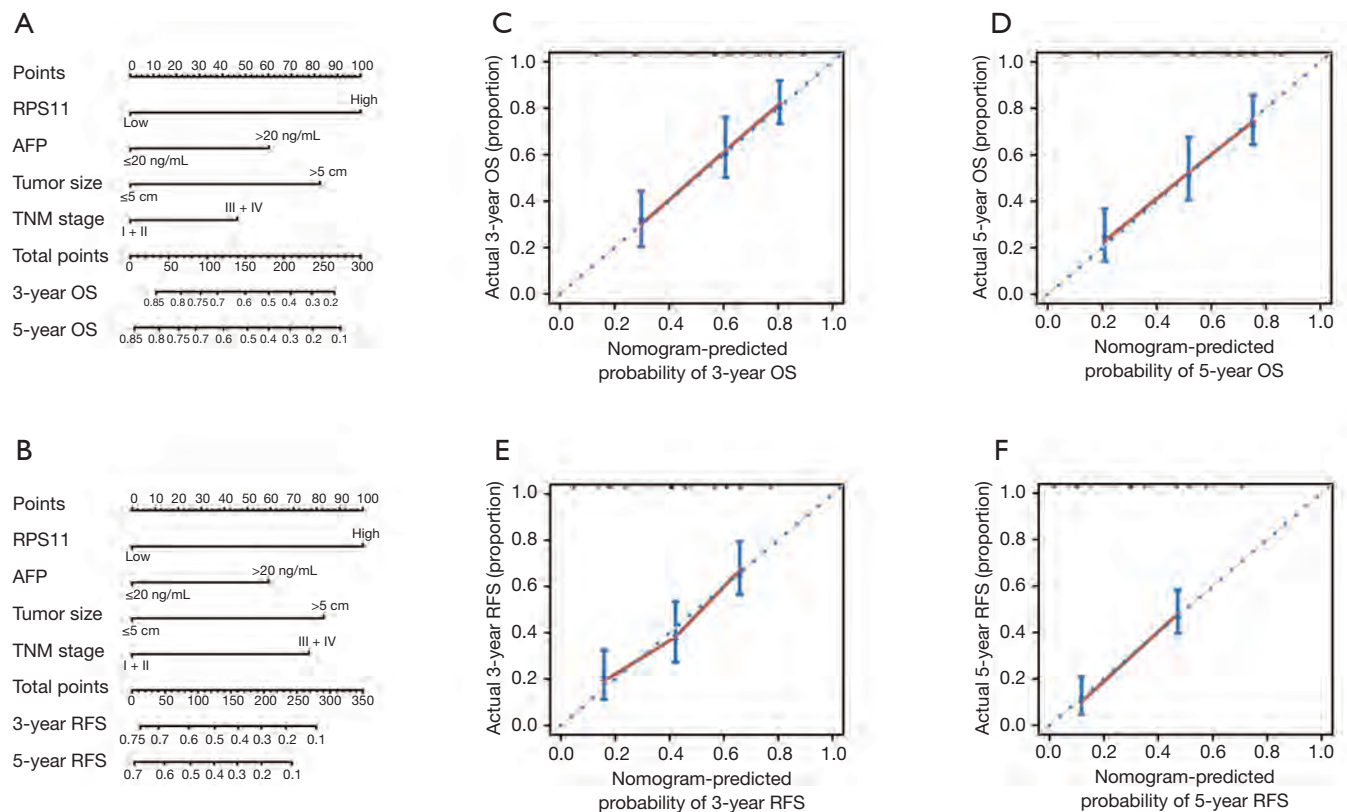 A
Points
0 10 20 30 40 50 60 70 80 90 100
RPS11
High
Low
AFP
>20 ng/mL
≤20 ng/mL
Tumor size
>5 cm
≤5 cm
TNM stage
III + IV
I + II
Total points
0 50 100 150 200 250 300
3-year OS
0.85 0.8 0.75 0.7 0.6 0.5 0.4 0.3 0.2
5-year OS
0.85 0.8 0.75 0.7 0.6 0.5 0.4 0.3 0.2 0.1
C
Actual 3-year OS (proportion)
1.0
0.8
0.6
0.4
0.2
0.0
0.0 0.2 0.4 0.6 0.8 1.0
Nomogram-predicted
probability of 3-year OS
D
Actual 5-year OS (proportion)
1.0
0.8
0.6
0.4
0.2
0.0
0.0 0.2 0.4 0.6 0.8 1.0
Nomogram-predicted
probability of 5-year OS
B
Points
0 10 20 30 40 50 60 70 80 90 100
RPS11
High
Low
AFP
>20 ng/mL
≤20 ng/mL
Tumor size
>5 cm
≤5 cm
TNM stage
III + IV
I + II
Total points
0 50 100 150 200 250 300 350
3-year RFS
0.75 0.7 0.6 0.5 0.4 0.3 0.2 0.1
5-year RFS
0.7 0.6 0.5 0.4 0.3 0.2 0.1
E
Actual 3-year RFS (proportion)
1.0
0.8
0.6
0.4
0.2
0.0
0.0 0.2 0.4 0.6 0.8 1.0
Nomogram-predicted
probability of 3-year RFS
F
Actual 5-year RFS (proportion)
1.0
0.8
0.6
0.4
0.2
0.0
0.0 0.2 0.4 0.6 0.8 1.0
Nomogram-predicted
probability of 5-year RFS